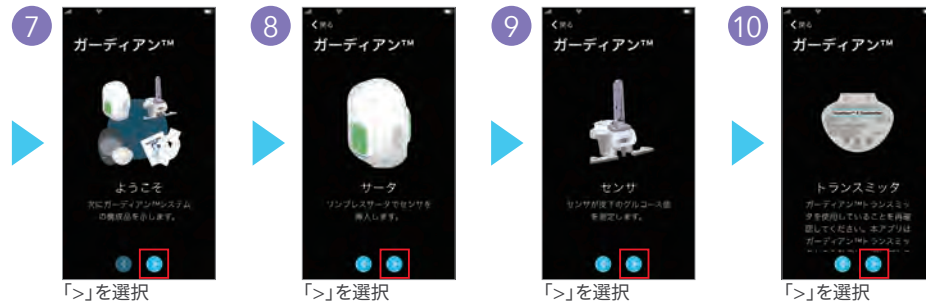 7
ガーディアン™
ようこそ
次にガーディアン™システム
の構成品を示します。
「>」を選択
8
く戻る
ガーディアン™
サータ
ワンプレスサータでセンサを
挿入します。
「>」を選択
9
く戻る
ガーディアン™
センサ
センサが皮下のグルコース値
を測定します。
「>」を選択
10
く戻る
ガーディアン™
トランスミッタ
ガーディアン™トランスミッ
タを使用していることを再確
認してください。本アプリは
ガーディアン™トランスミッ
「>」を選択